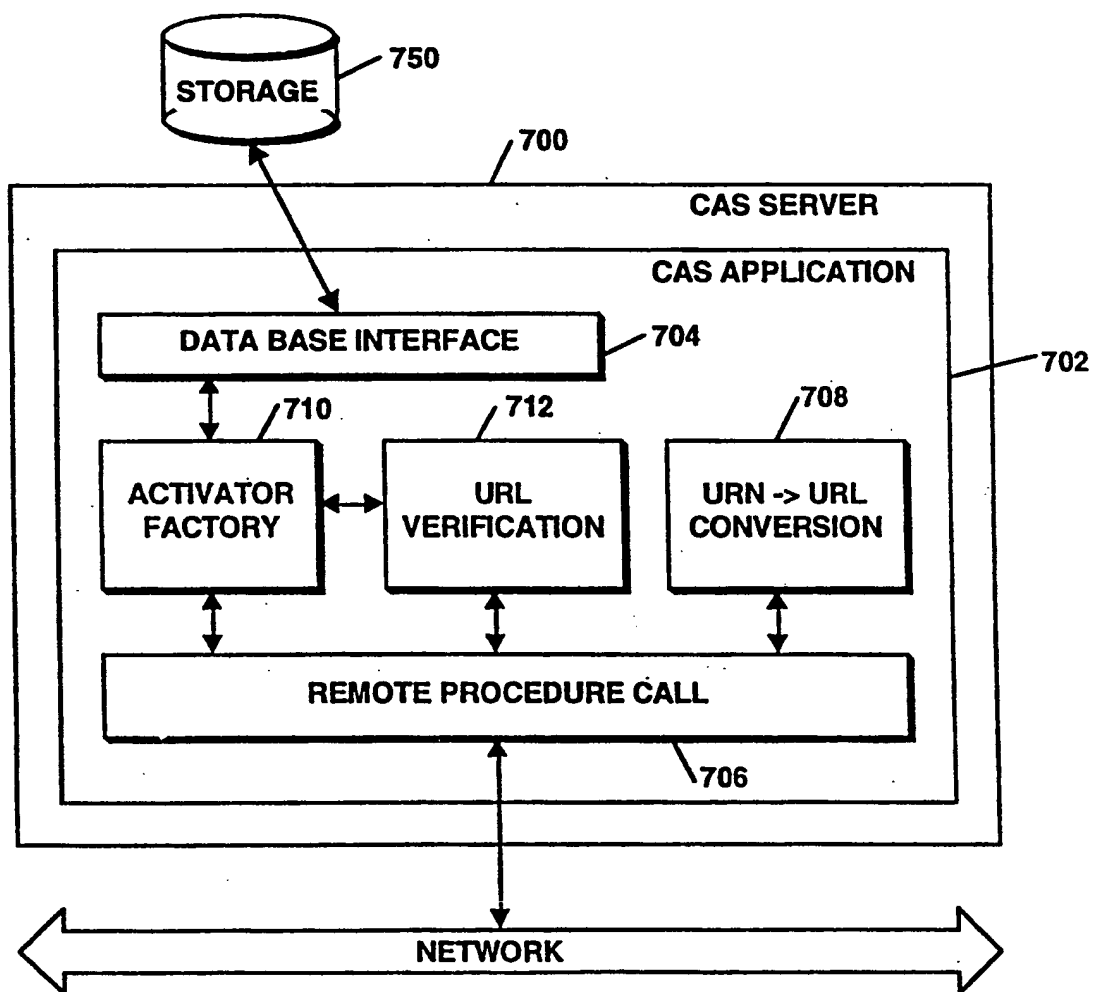 STORAGE
750
700
CAS SERVER
CAS APPLICATION
DATA BASE INTERFACE
704
702
710
712
708
ACTIVATOR
FACTORY
URL
VERIFICATION
URN -> URL
CONVERSION
REMOTE PROCEDURE CALL
706
NETWORK